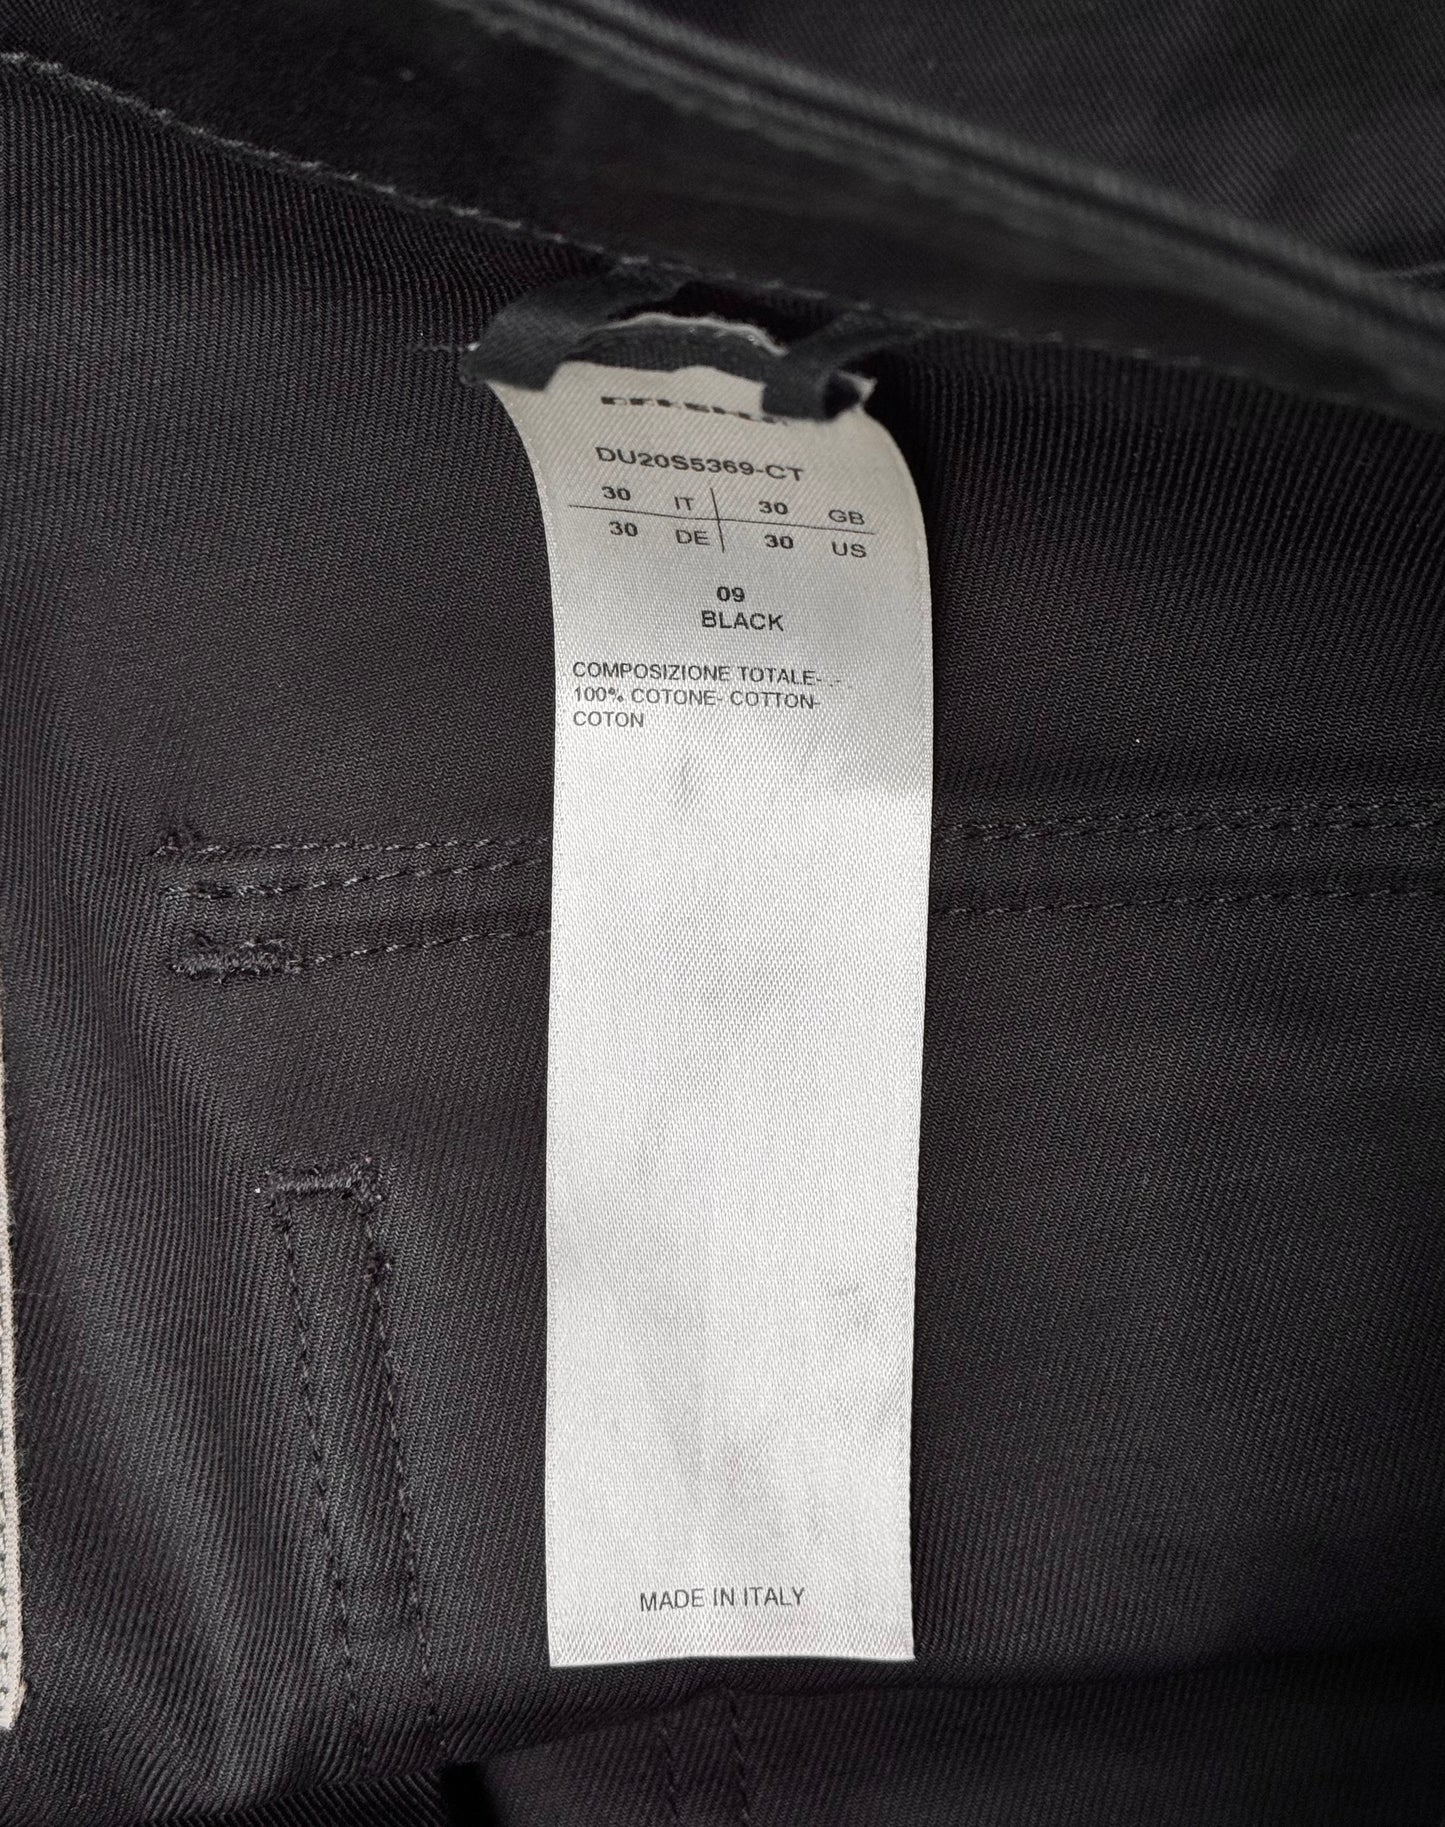 DU20S5369-CT
30 IT 30 GB
30 DE 30 US
09
BLACK
COMPOSIZIONE TOTALE- .- .
100% COTONE- COTTON-
COTON
MADE IN ITALY